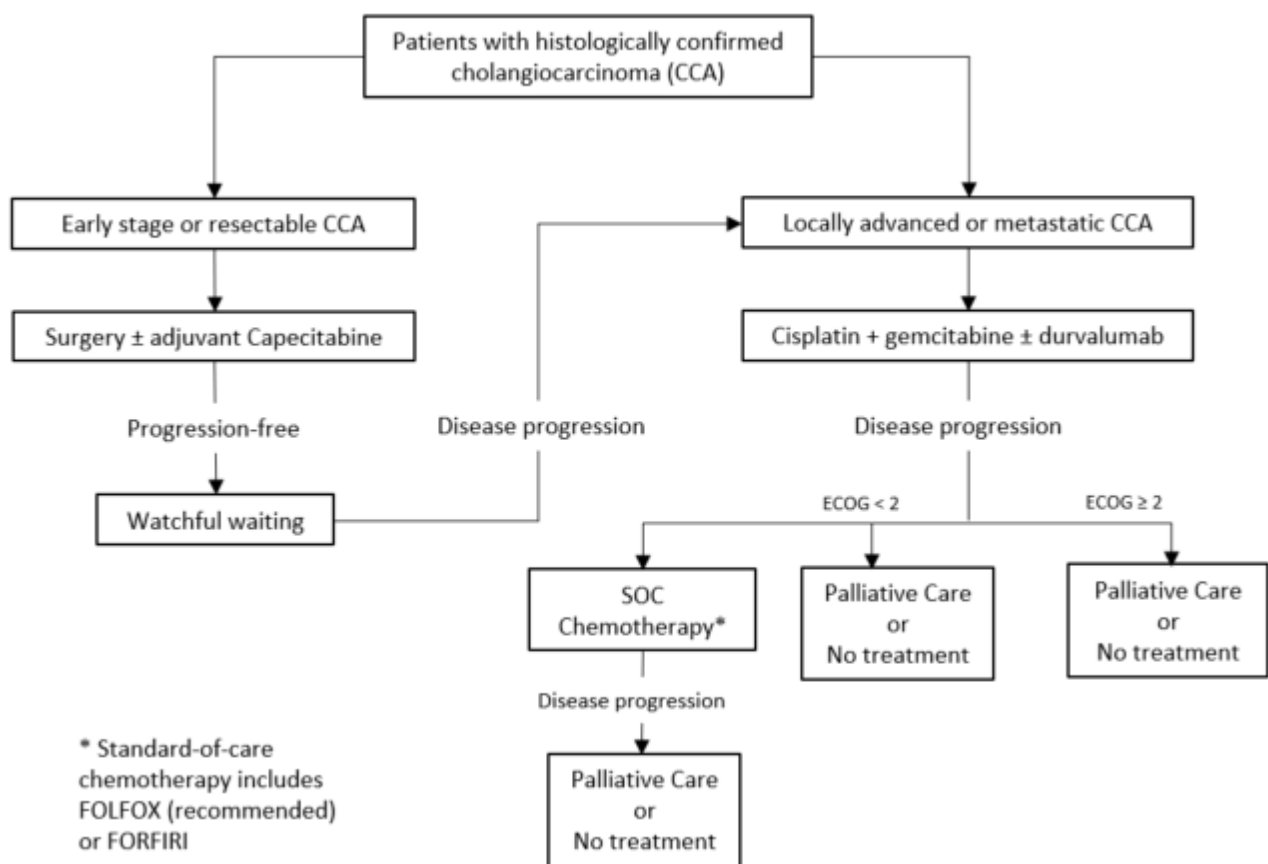 Patients with histologically confirmed
cholangiocarcinoma (CCA)
Early stage or resectable CCA
Locally advanced or metastatic CCA
Surgery ± adjuvant Capecitabine
Cisplatin + gemcitabine ± durvalumab
Progression-free
Disease progression
Disease progression
Watchful waiting
ECOG < 2
ECOG ≥ 2
SOC
Chemotherapy*
Palliative Care
or
No treatment
Palliative Care
or
No treatment
Disease progression
Palliative Care
or
No treatment
* Standard-of-care
chemotherapy includes
FOLFOX (recommended)
or FORFIRI